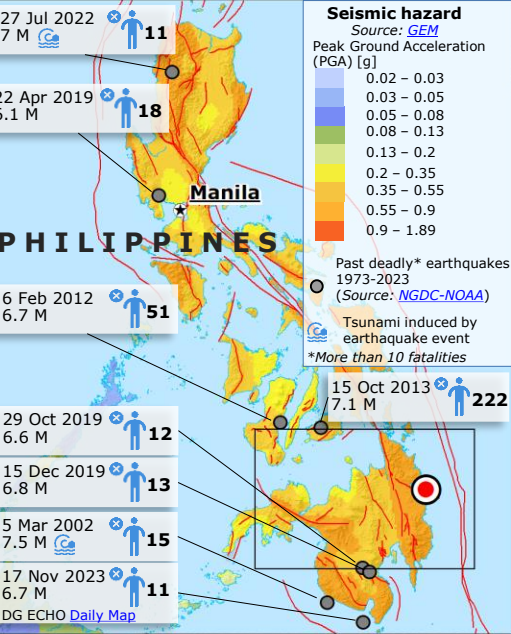 27 Jul 2022
7 M
11
22 Apr 2019
6.1 M
18
Manila
PHILIPPINES
6 Feb 2012
6.7 M
51
15 Oct 2013
7.1 M
222
29 Oct 2019
6.6 M
12
15 Dec 2019
6.8 M
13
5 Mar 2002
7.5 M
15
17 Nov 2023
6.7 M
11
DG ECHO Daily Map
Seismic hazard
Source: GEM
Peak Ground Acceleration
(PGA) [g]
0.02 – 0.03
0.03 – 0.05
0.05 – 0.08
0.08 – 0.13
0.13 – 0.2
0.2 – 0.35
0.35 – 0.55
0.55 – 0.9
0.9 – 1.89
Past deadly* earthquakes
1973-2023
(Source: NGDC-NOAA)
Tsunami induced by
earthaquake event
*More than 10 fatalities